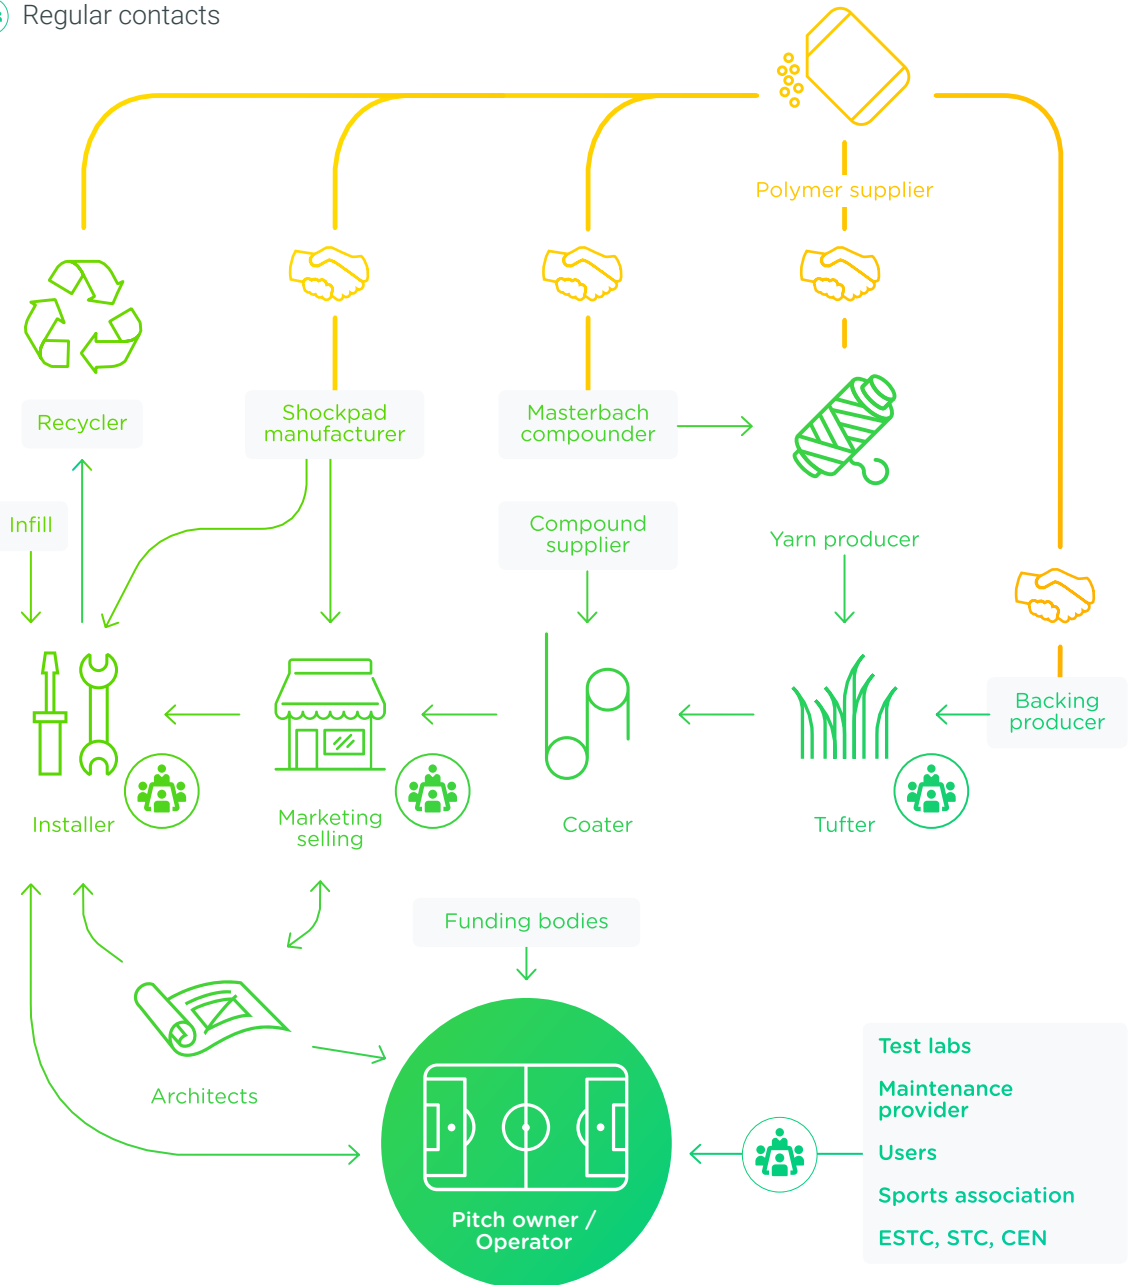 Regular contacts
Polymer supplier
Recycler
Shockpad
manufacturer
Masterbach
compounder
Infill
Compound
supplier
Yarn producer
Backing
producer
Installer
Marketing
selling
Coater
Tufter
Funding bodies
Architects
Test labs
Maintenance
provider
Users
Sports association
ESTC, STC, CEN
Pitch owner /
Operator